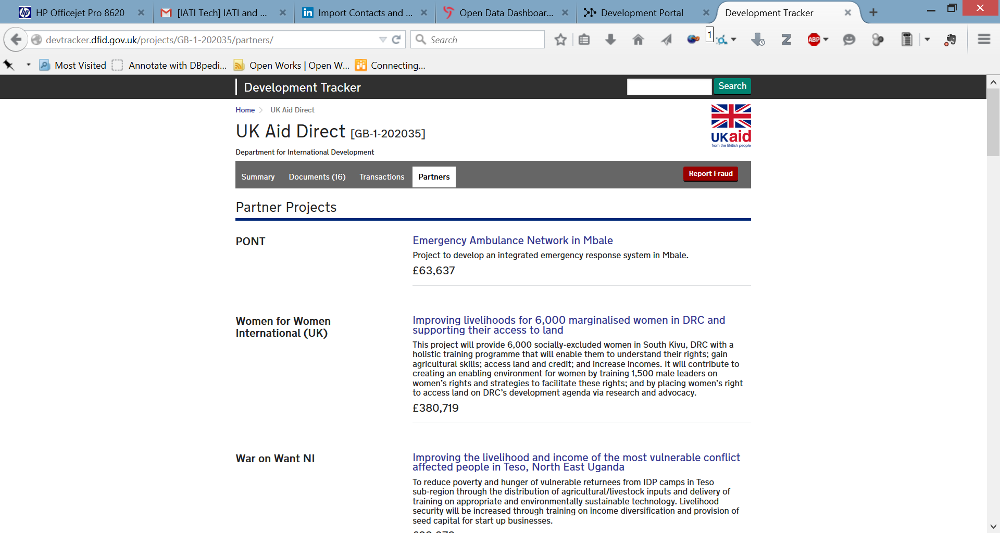 HP Officejet Pro 8620
[IATI Tech] IATI and ...
Import Contacts and ...
Open Data Dashboar...
Development Portal
Development Tracker
devtracker.dfid.gov.uk/projects/GB-1-202035/partners/
Search
1
ABP
Most Visited
Annotate with DBpedi...
Open Works | Open W...
Connecting...
Development Tracker
Search
Home
UK Aid Direct
UK Aid Direct [GB-1-202035]
UKaid
from the British people
Department for International Development
Summary
Documents (16)
Transactions
Partners
Report Fraud
Partner Projects
PONT
Emergency Ambulance Network in Mbale
Project to develop an integrated emergency response system in Mbale.
£63,637
Women for Women
International (UK)
Improving livelihoods for 6,000 marginalised women in DRC and
supporting their access to land
This project will provide 6,000 socially-excluded women in South Kivu, DRC with a
holistic training programme that will enable them to understand their rights; gain
agricultural skills; access land and credit; and increase incomes. It will contribute to
creating an enabling environment for women by training 1,500 male leaders on
women's rights and strategies to facilitate these rights; and by placing women's right
to access land on DRC's development agenda via research and advocacy.
£380,719
War on Want NI
Improving the livelihood and income of the most vulnerable conflict
affected people in Teso, North East Uganda
To reduce poverty and hunger of vulnerable returnees from IDP camps in Teso
sub-region through the distribution of agricultural/livestock inputs and delivery of
training on appropriate and environmentally sustainable technology. Livelihood
security will be increased through training on income diversification and provision of
seed capital for start up businesses.